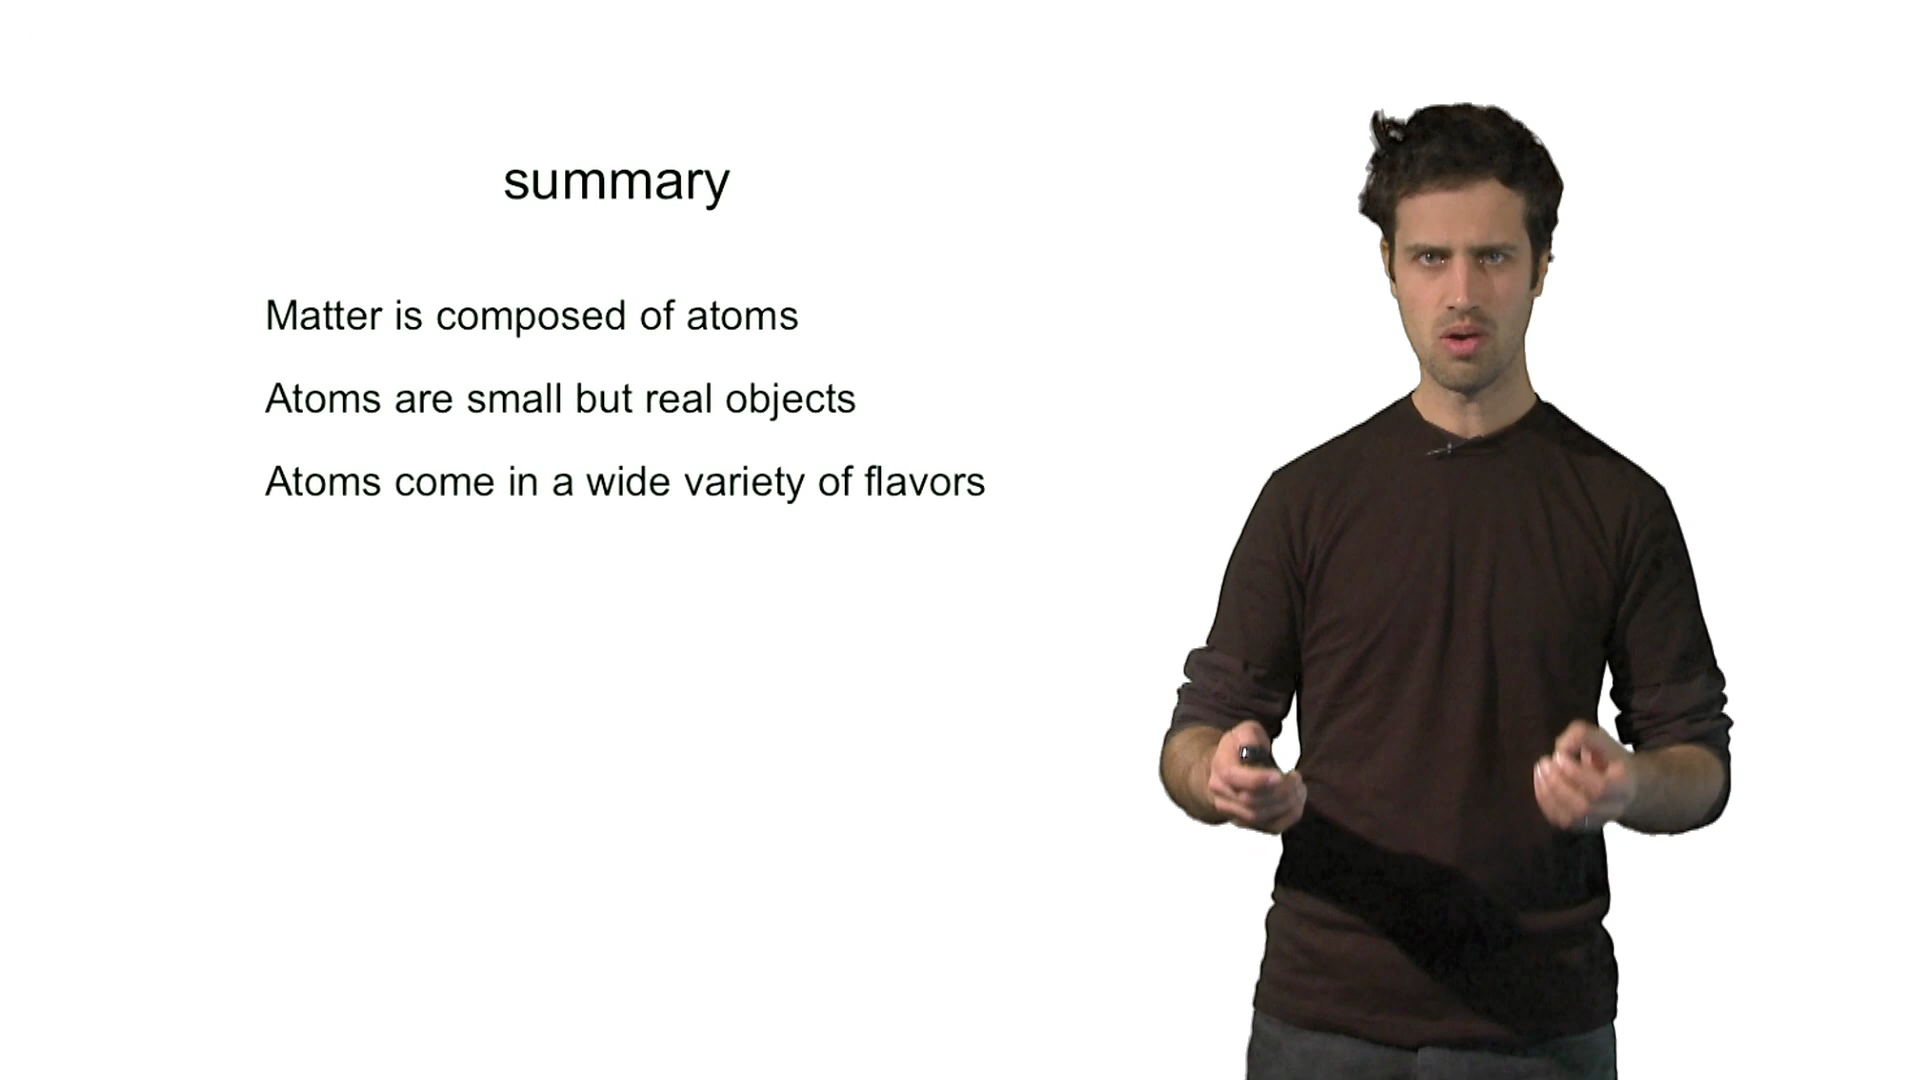 summary
Matter is composed of atoms
Atoms are small but real objects
Atoms come in a wide variety of flavors